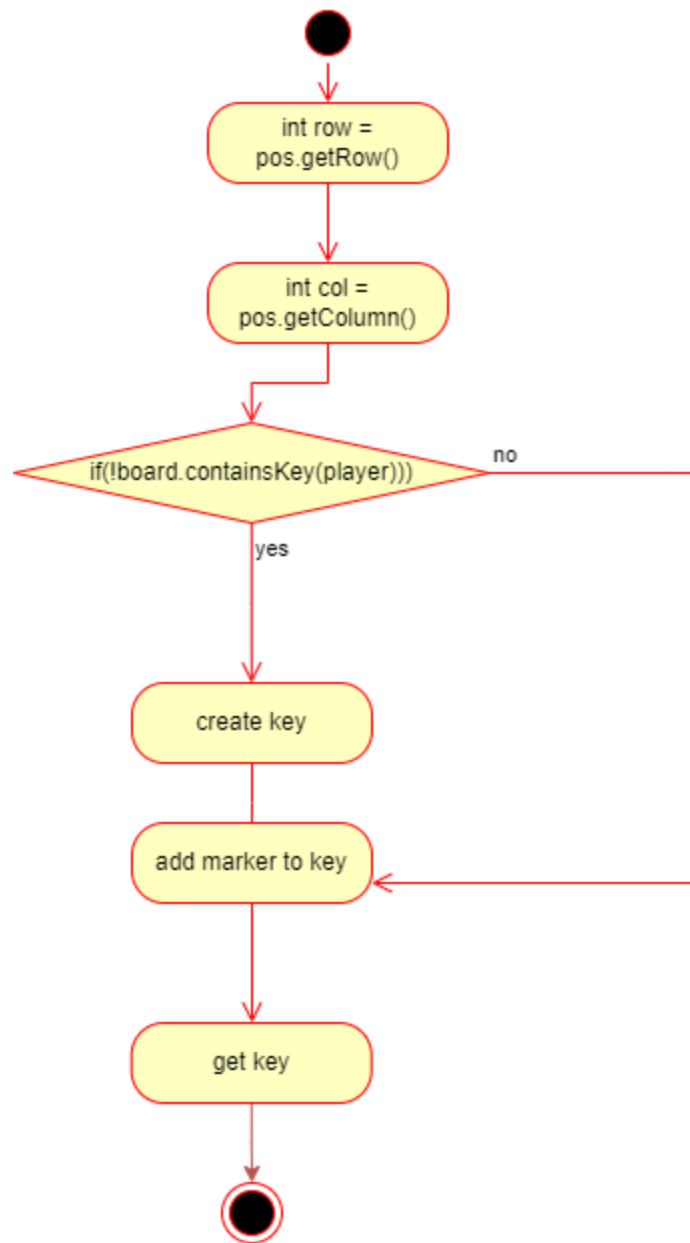 int row =
pos.getRow()
int col =
pos.getColumn()
if(!board.containsKey(player)))
no
yes
create key
add marker to key
get key